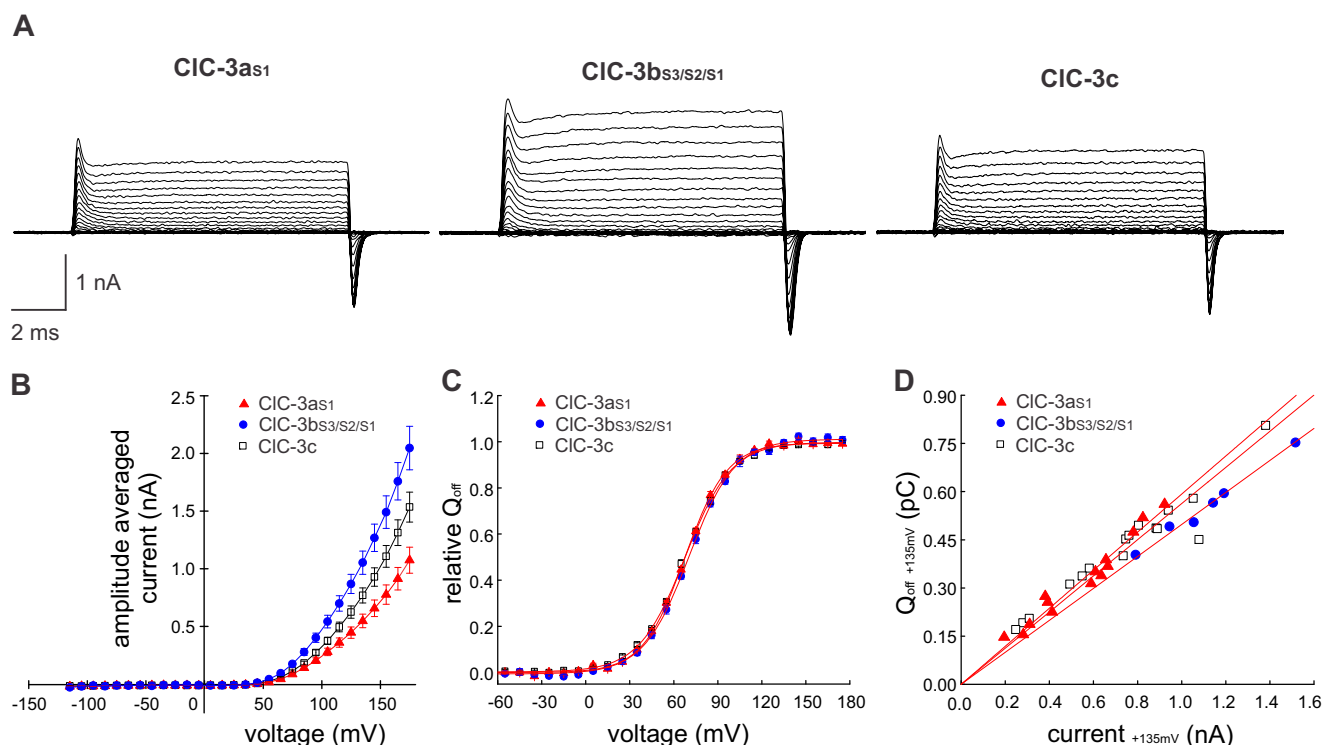 A
ClC-3aS1
ClC-3bS3/S2/S1
ClC-3c
1 nA
2 ms
B
amplitude averaged
current (nA)
2.5
2.0
1.5
1.0
0.5
-150
-100
-50
0
50
100
150
voltage (mV)
ClC-3aS1
ClC-3bS3/S2/S1
ClC-3c
C
relative Qoff
1.2
1.0
0.8
0.6
0.4
0.2
0.0
-60
-30
0
30
60
90
120
150
180
voltage (mV)
ClC-3aS1
ClC-3bS3/S2/S1
ClC-3c
D
Qoff +135mV (pC)
0.90
0.75
0.60
0.45
0.30
0.15
0.00
0.0
0.2
0.4
0.6
0.8
1.0
1.2
1.4
1.6
current +135mV (nA)
ClC-3aS1
ClC-3bS3/S2/S1
ClC-3c